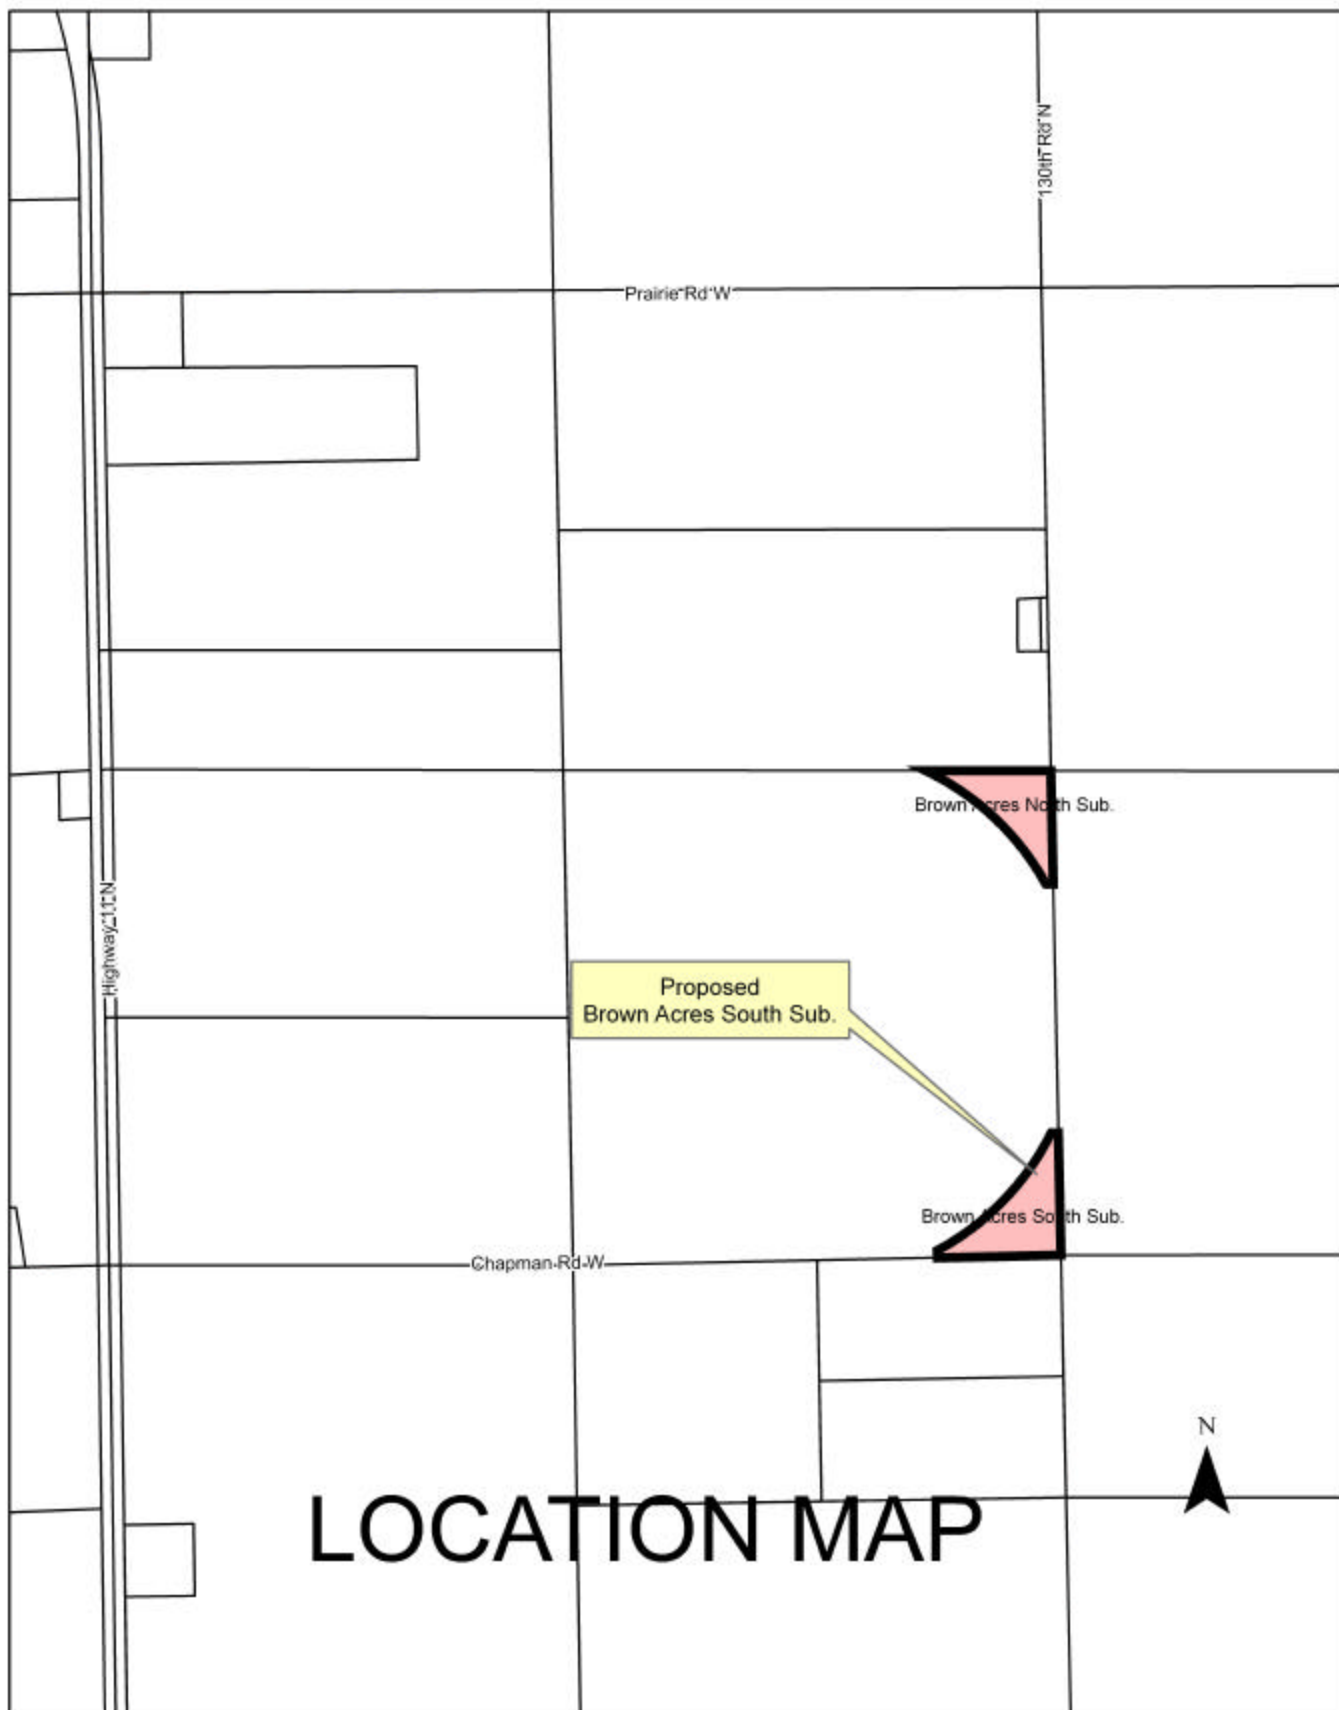 130th Rd N
Prairie Rd W
Brown Acres North Sub.
Highway 11 N
Proposed
Brown Acres South Sub.
Brown Acres South Sub.
Chapman Rd W
N
LOCATION MAP